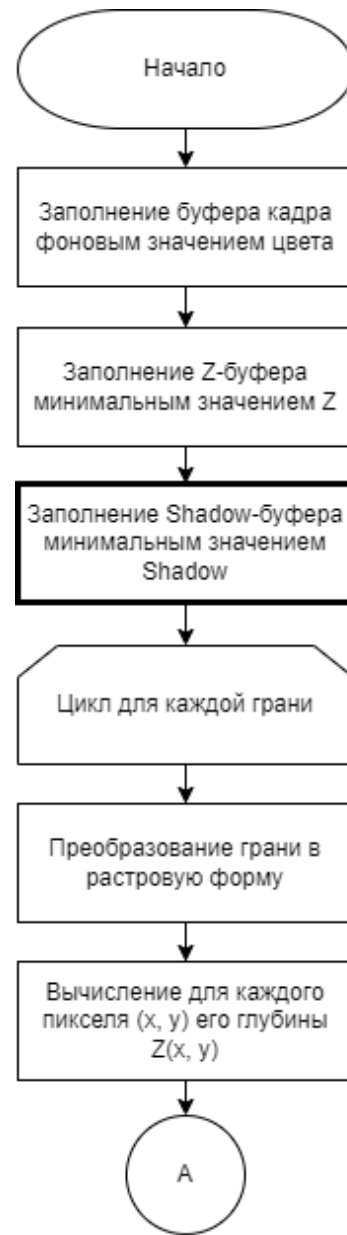 Начало
Заполнение буфера кадра
фоновым значением цвета
Заполнение Z-буфера
минимальным значением Z
Заполнение Shadow-буфера
минимальным значением
Shadow
Цикл для каждой грани
Преобразование грани в
растровую форму
Вычисление для каждого
пикселя (x, y) его глубины
Z(x, y)
А